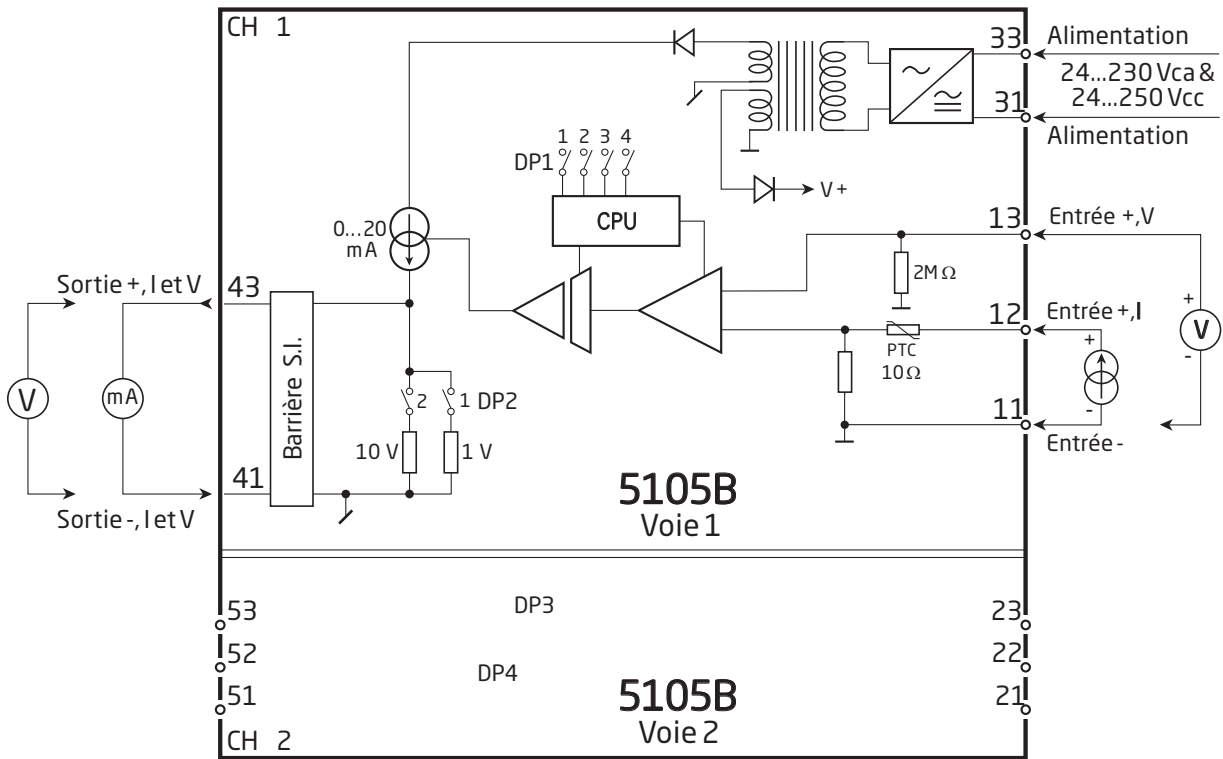 CH 1
33
Alimentation
24...230 Vca &
24...250 Vcc
31
Alimentation
1 2 3 4
DP1
V+
CPU
13
Entrée +,V
0...20
mA
2M Ω
Sortie +, I et V
43
12
Entrée +,I
PTC
10 Ω
+
+
V
-
-
V
mA
Barrière S.I.
2
1
DP2
11
Entrée -
10 V
1 V
41
Sortie -, I et V
5105B
Voie 1
53
DP3
23
52
22
DP4
51
5105B
21
Voie 2
CH 2